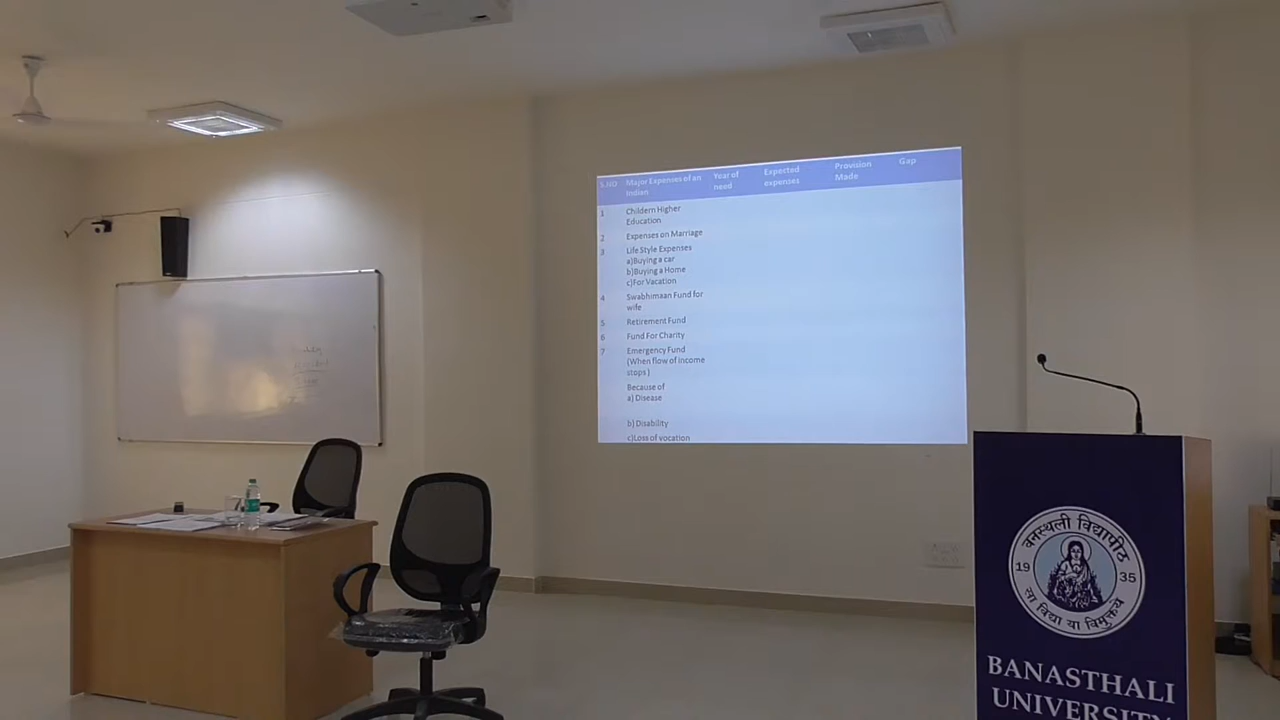 S.NO Major Expenses of an Year of Expected Provision Gap
Indian need expenses Made
1 Childern Higher
Education
2 Expenses on Marriage
3 Life Style Expenses
a)Buying a car
b)Buying a Home
c)For Vacation
4 Swabhimaan Fund for
wife
5 Retirement Fund
6 Fund For Charity
7 Emergency Fund
(When flow of income
stops )
Because of
a) Disease
b) Disability
c)Loss of vocation
वनस्थली विद्यापीठ
19 35
सा विद्या या विमुक्तये
BANASTHALI
UNIVERSITY